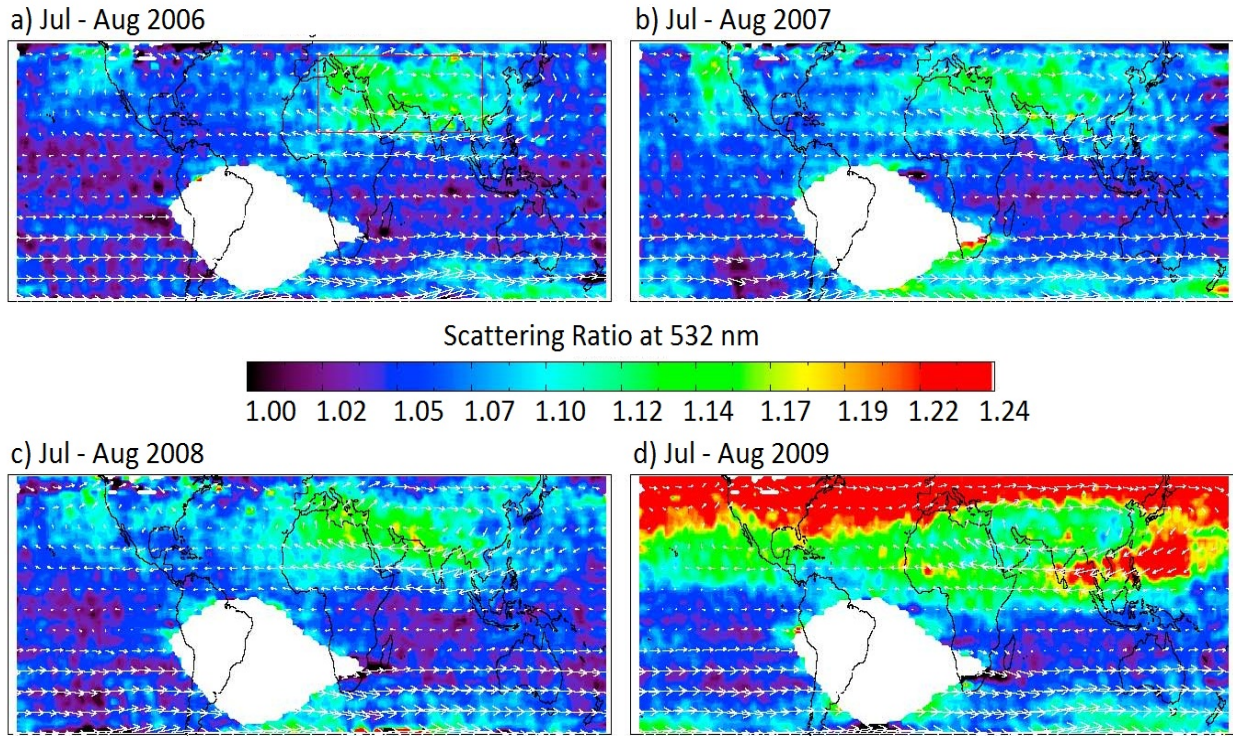 a) Jul - Aug 2006
b) Jul - Aug 2007
Scattering Ratio at 532 nm
1.00 1.02 1.05 1.07 1.10 1.12 1.14 1.17 1.19 1.22 1.24
c) Jul - Aug 2008
d) Jul - Aug 2009